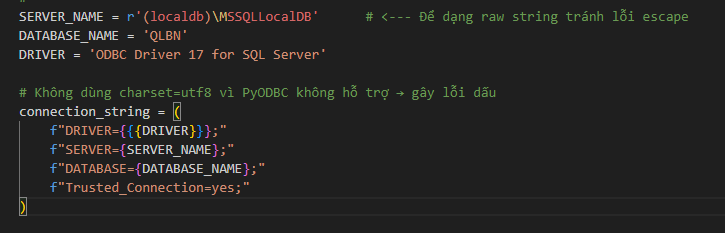 SERVER_NAME = r'(localdb)\MSSQLLocalDB'      # <--- Để dạng raw string tránh lỗi escape
DATABASE_NAME = 'QLBN'
DRIVER = 'ODBC Driver 17 for SQL Server'
# Không dùng charset=utf8 vì PyODBC không hỗ trợ → gây lỗi dấu
connection_string = (
    f"DRIVER={{{DRIVER}}};"
    f"SERVER={SERVER_NAME};"
    f"DATABASE={DATABASE_NAME};"
    f"Trusted_Connection=yes;"
)